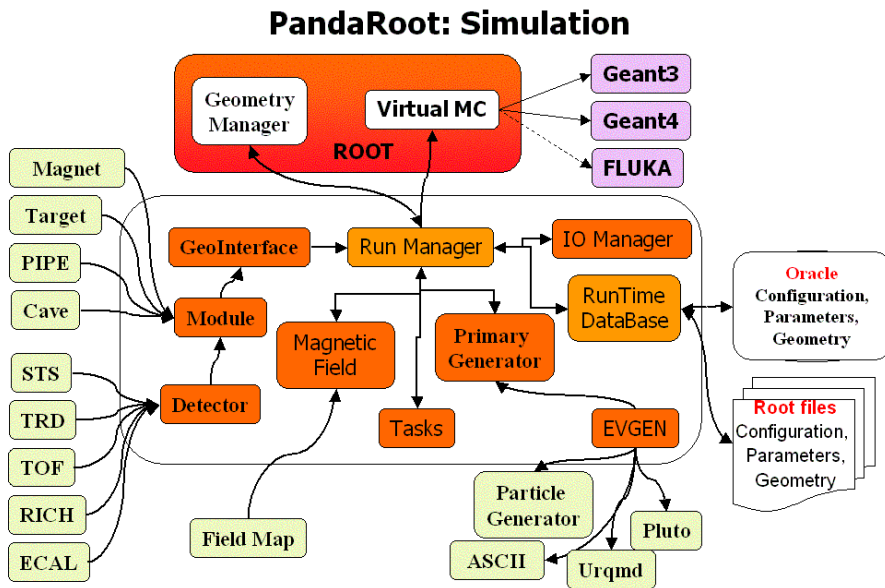 PandaRoot: Simulation
Geometry
Manager
Virtual MC
ROOT
Geant3
Geant4
FLUKA
Magnet
Target
PIPE
Cave
STS
TRD
TOF
RICH
ECAL
GeoInterface
Run Manager
IO Manager
Module
Detector
Magnetic
Field
Primary
Generator
RunTime
DataBase
Tasks
EVGEN
Oracle
Configuration,
Parameters,
Geometry
Root files
Configuration,
Parameters,
Geometry
Field Map
Particle
Generator
ASCII
Urqmd
Pluto